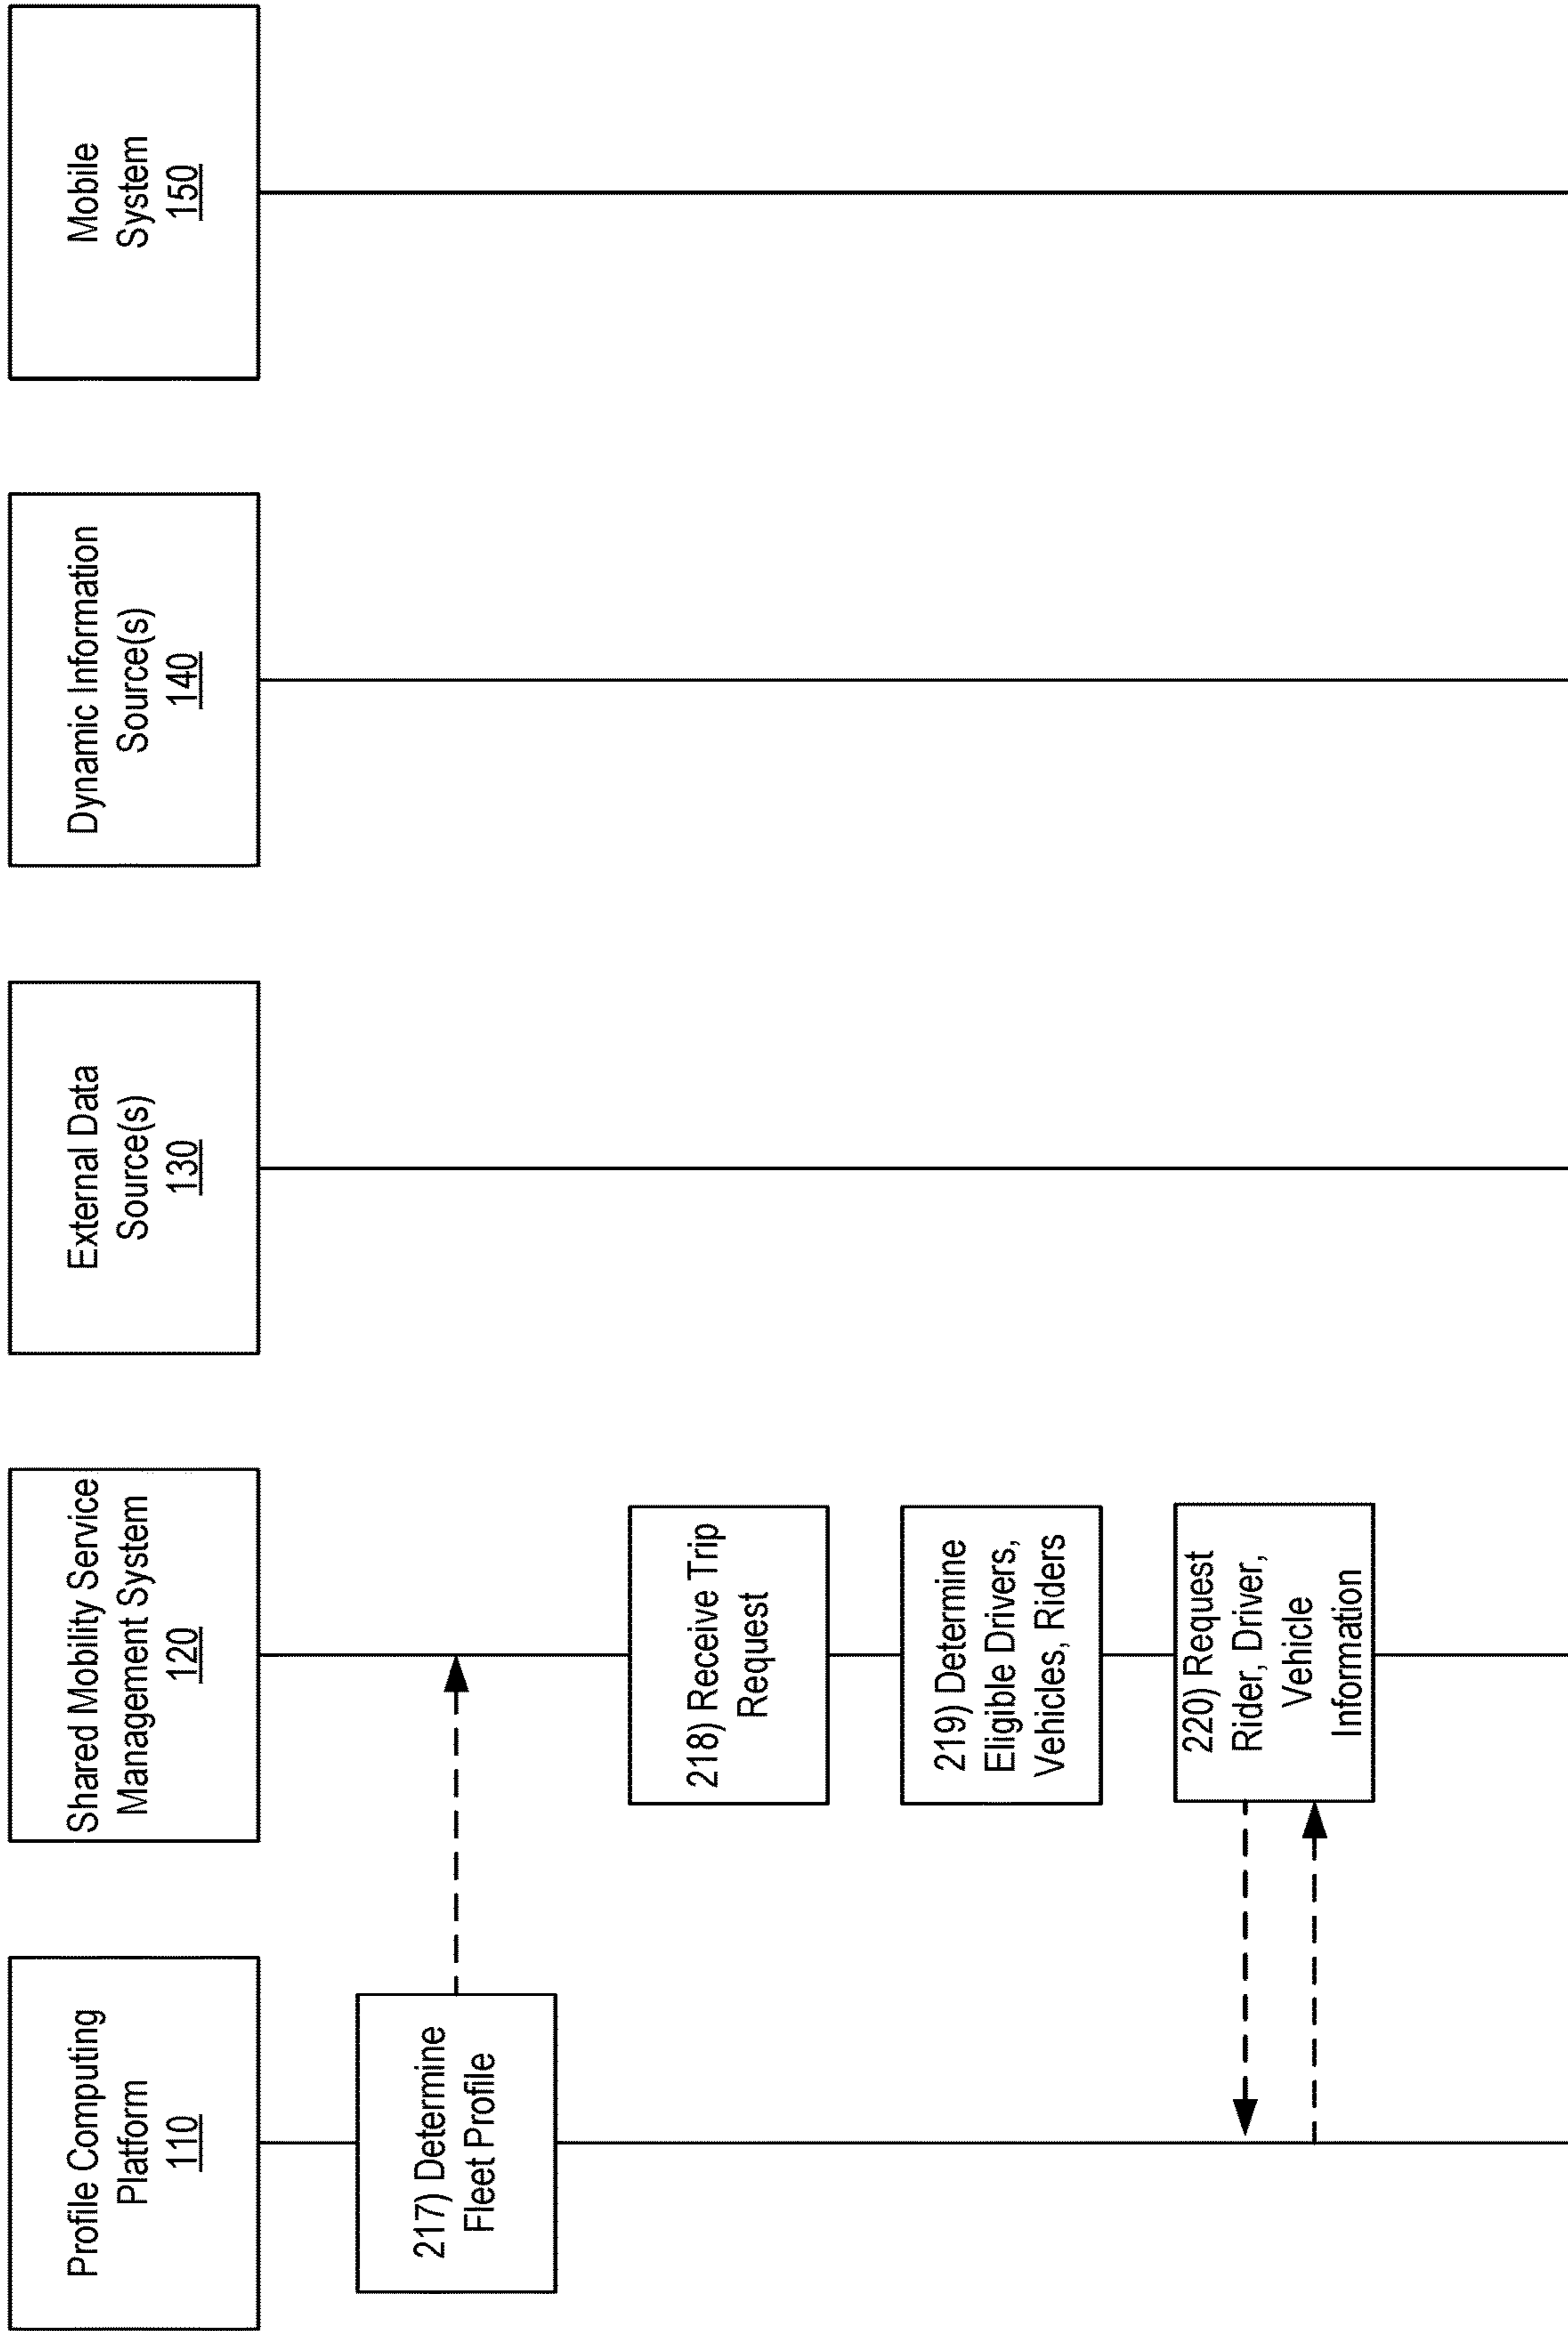 Profile Computing
Platform
110
Shared Mobility Service
Management System
120
External Data
Source(s)
130
Dynamic Information
Source(s)
140
Mobile
System
150
217) Determine
Fleet Profile
218) Receive Trip
Request
219) Determine
Eligible Drivers,
Vehicles, Riders
220) Request
Rider, Driver,
Vehicle
Information